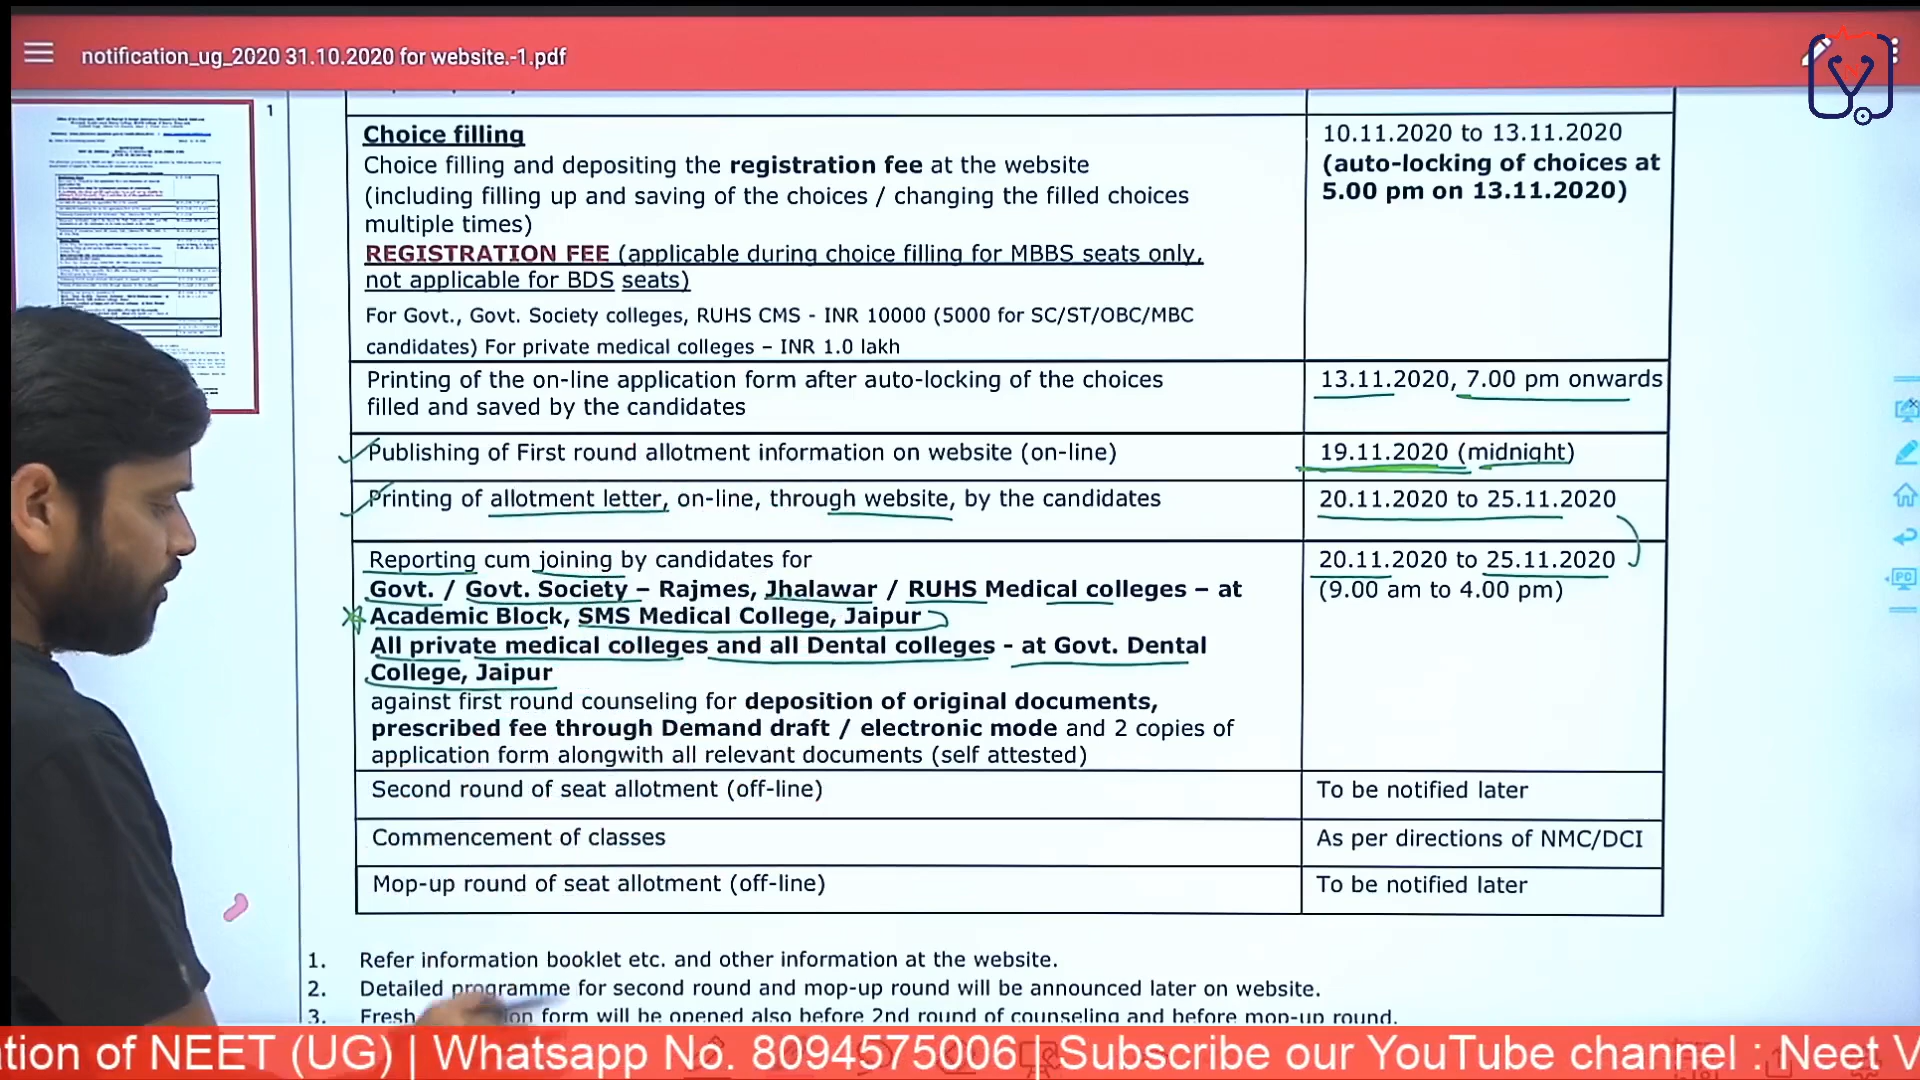 notification_ug_2020 31.10.2020 for website.-1.pdf
1
Choice filling
Choice filling and depositing the registration fee at the website
(including filling up and saving of the choices / changing the filled choices
multiple times)
REGISTRATION FEE (applicable during choice filling for MBBS seats only,
not applicable for BDS seats)
For Govt., Govt. Society colleges, RUHS CMS - INR 10000 (5000 for SC/ST/OBC/MBC
candidates) For private medical colleges – INR 1.0 lakh
10.11.2020 to 13.11.2020
(auto-locking of choices at
5.00 pm on 13.11.2020)
Printing of the on-line application form after auto-locking of the choices
filled and saved by the candidates
13.11.2020, 7.00 pm onwards
Publishing of First round allotment information on website (on-line)
19.11.2020 (midnight)
Printing of allotment letter, on-line, through website, by the candidates
20.11.2020 to 25.11.2020
Reporting cum joining by candidates for
Govt. / Govt. Society – Rajmes, Jhalawar / RUHS Medical colleges – at
Academic Block, SMS Medical College, Jaipur
All private medical colleges and all Dental colleges - at Govt. Dental
College, Jaipur
against first round counseling for deposition of original documents,
prescribed fee through Demand draft / electronic mode and 2 copies of
application form alongwith all relevant documents (self attested)
20.11.2020 to 25.11.2020
(9.00 am to 4.00 pm)
Second round of seat allotment (off-line)
To be notified later
Commencement of classes
As per directions of NMC/DCI
Mop-up round of seat allotment (off-line)
To be notified later
1. Refer information booklet etc. and other information at the website.
2. Detailed programme for second round and mop-up round will be announced later on website.
3. Fresh form will be opened also before 2nd round of counseling and before mop-up round.
ation of NEET (UG) | Whatsapp No. 8094575006 | Subscribe our YouTube channel : Neet V